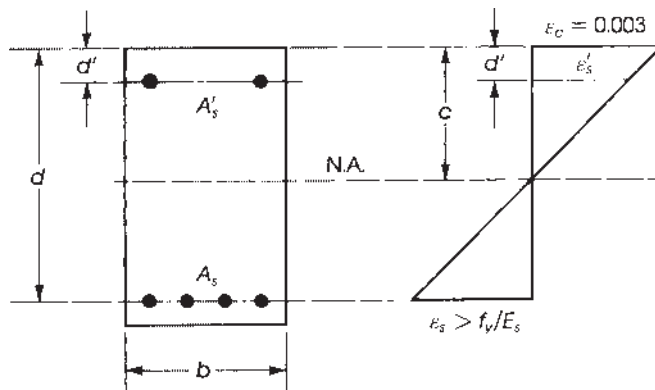 ε_c = 0.003
d'
d'
ε'_s
A'_s
c
N.A.
d
A_s
ε_s > f_y/E_s
b